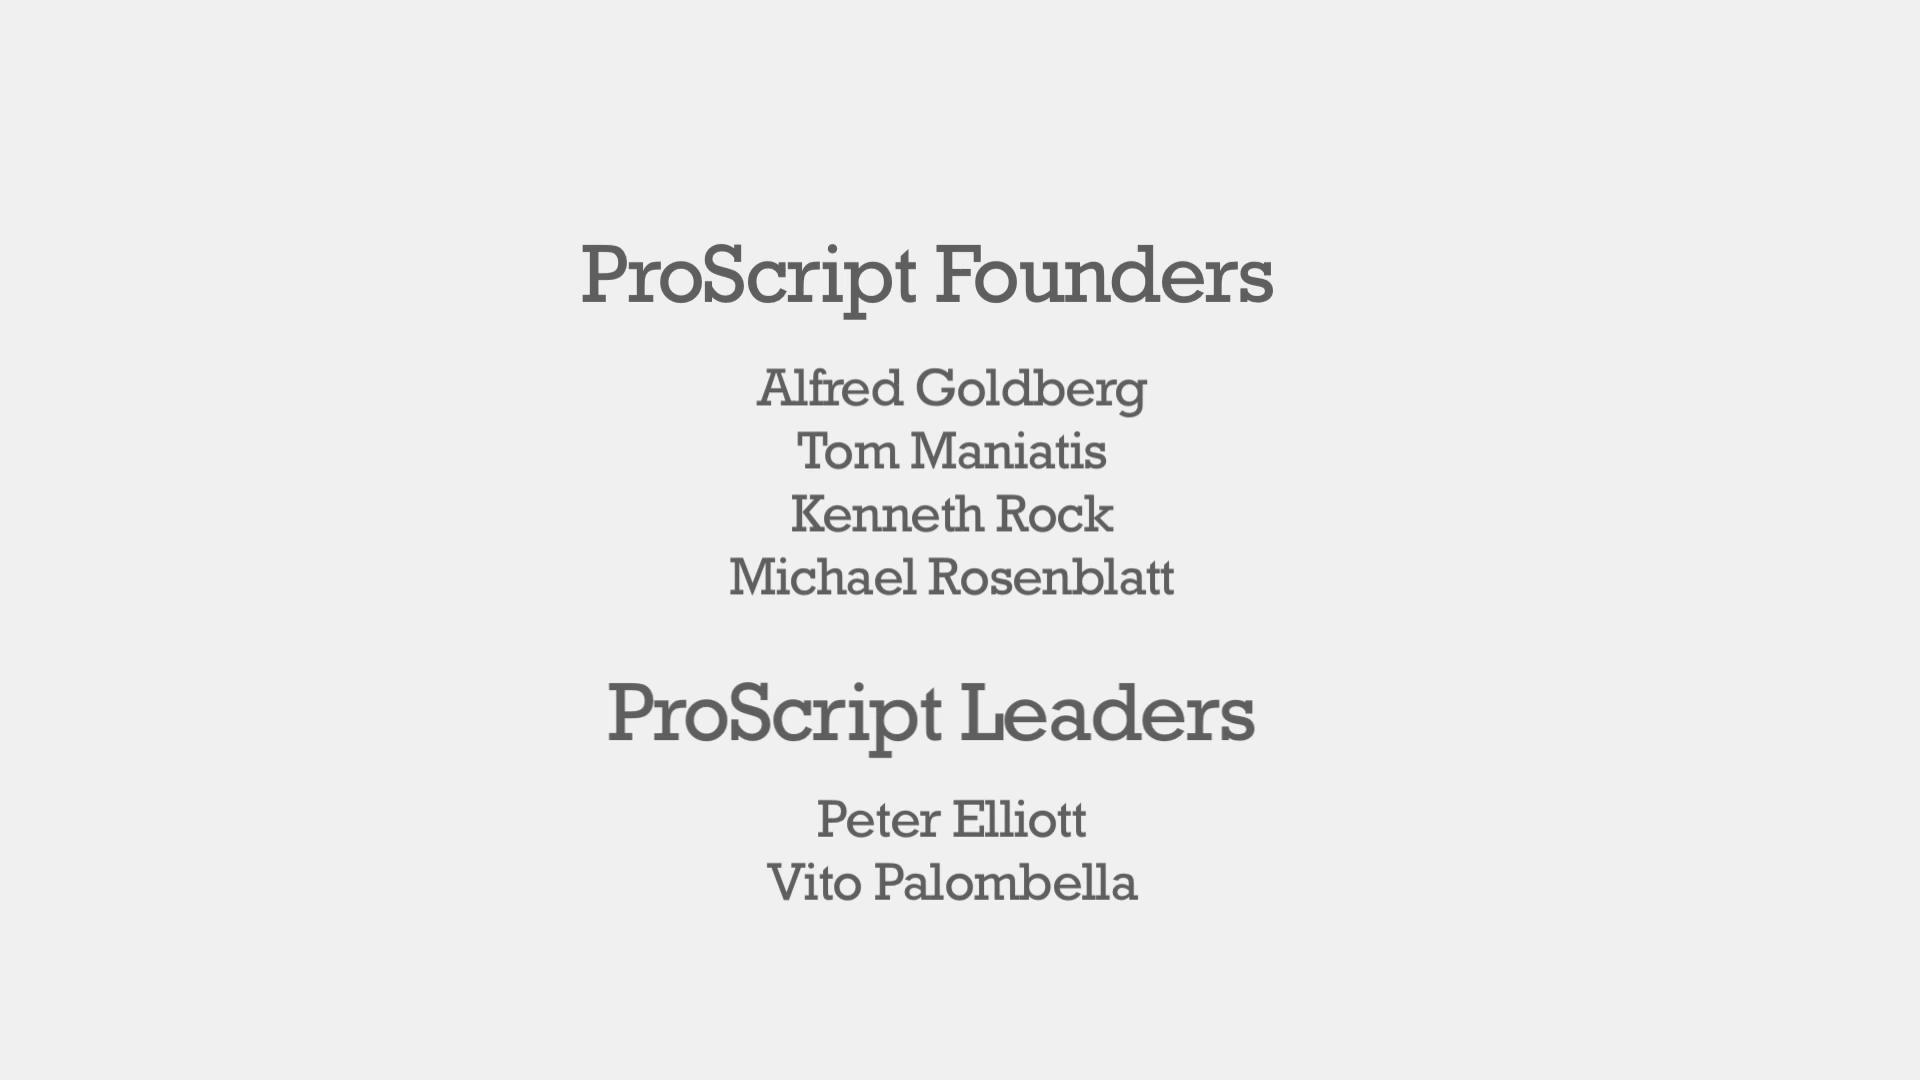 ProScript Founders
Alfred Goldberg
Tom Maniatis
Kenneth Rock
Michael Rosenblatt
ProScript Leaders
Peter Elliott
Vito Palombella